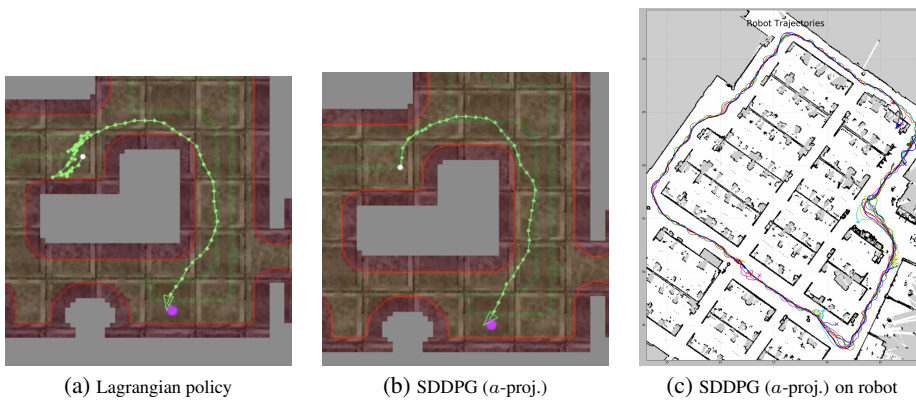 Robot Trajectories
(a) Lagrangian policy
(b) SDDPG (a-proj.)
(c) SDDPG (a-proj.) on robot